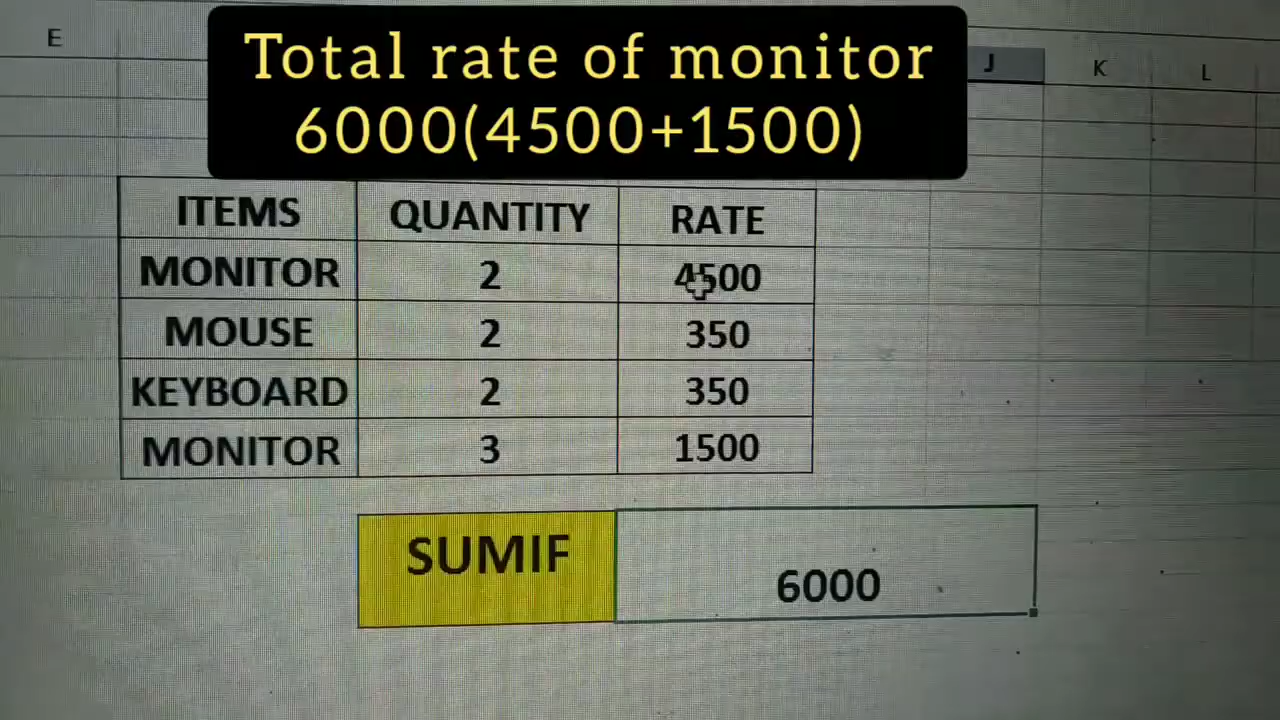 Total rate of monitor
6000(4500+1500)
E J K L
ITEMS QUANTITY RATE
MONITOR 2 4500
MOUSE 2 350
KEYBOARD 2 350
MONITOR 3 1500
SUMIF 6000